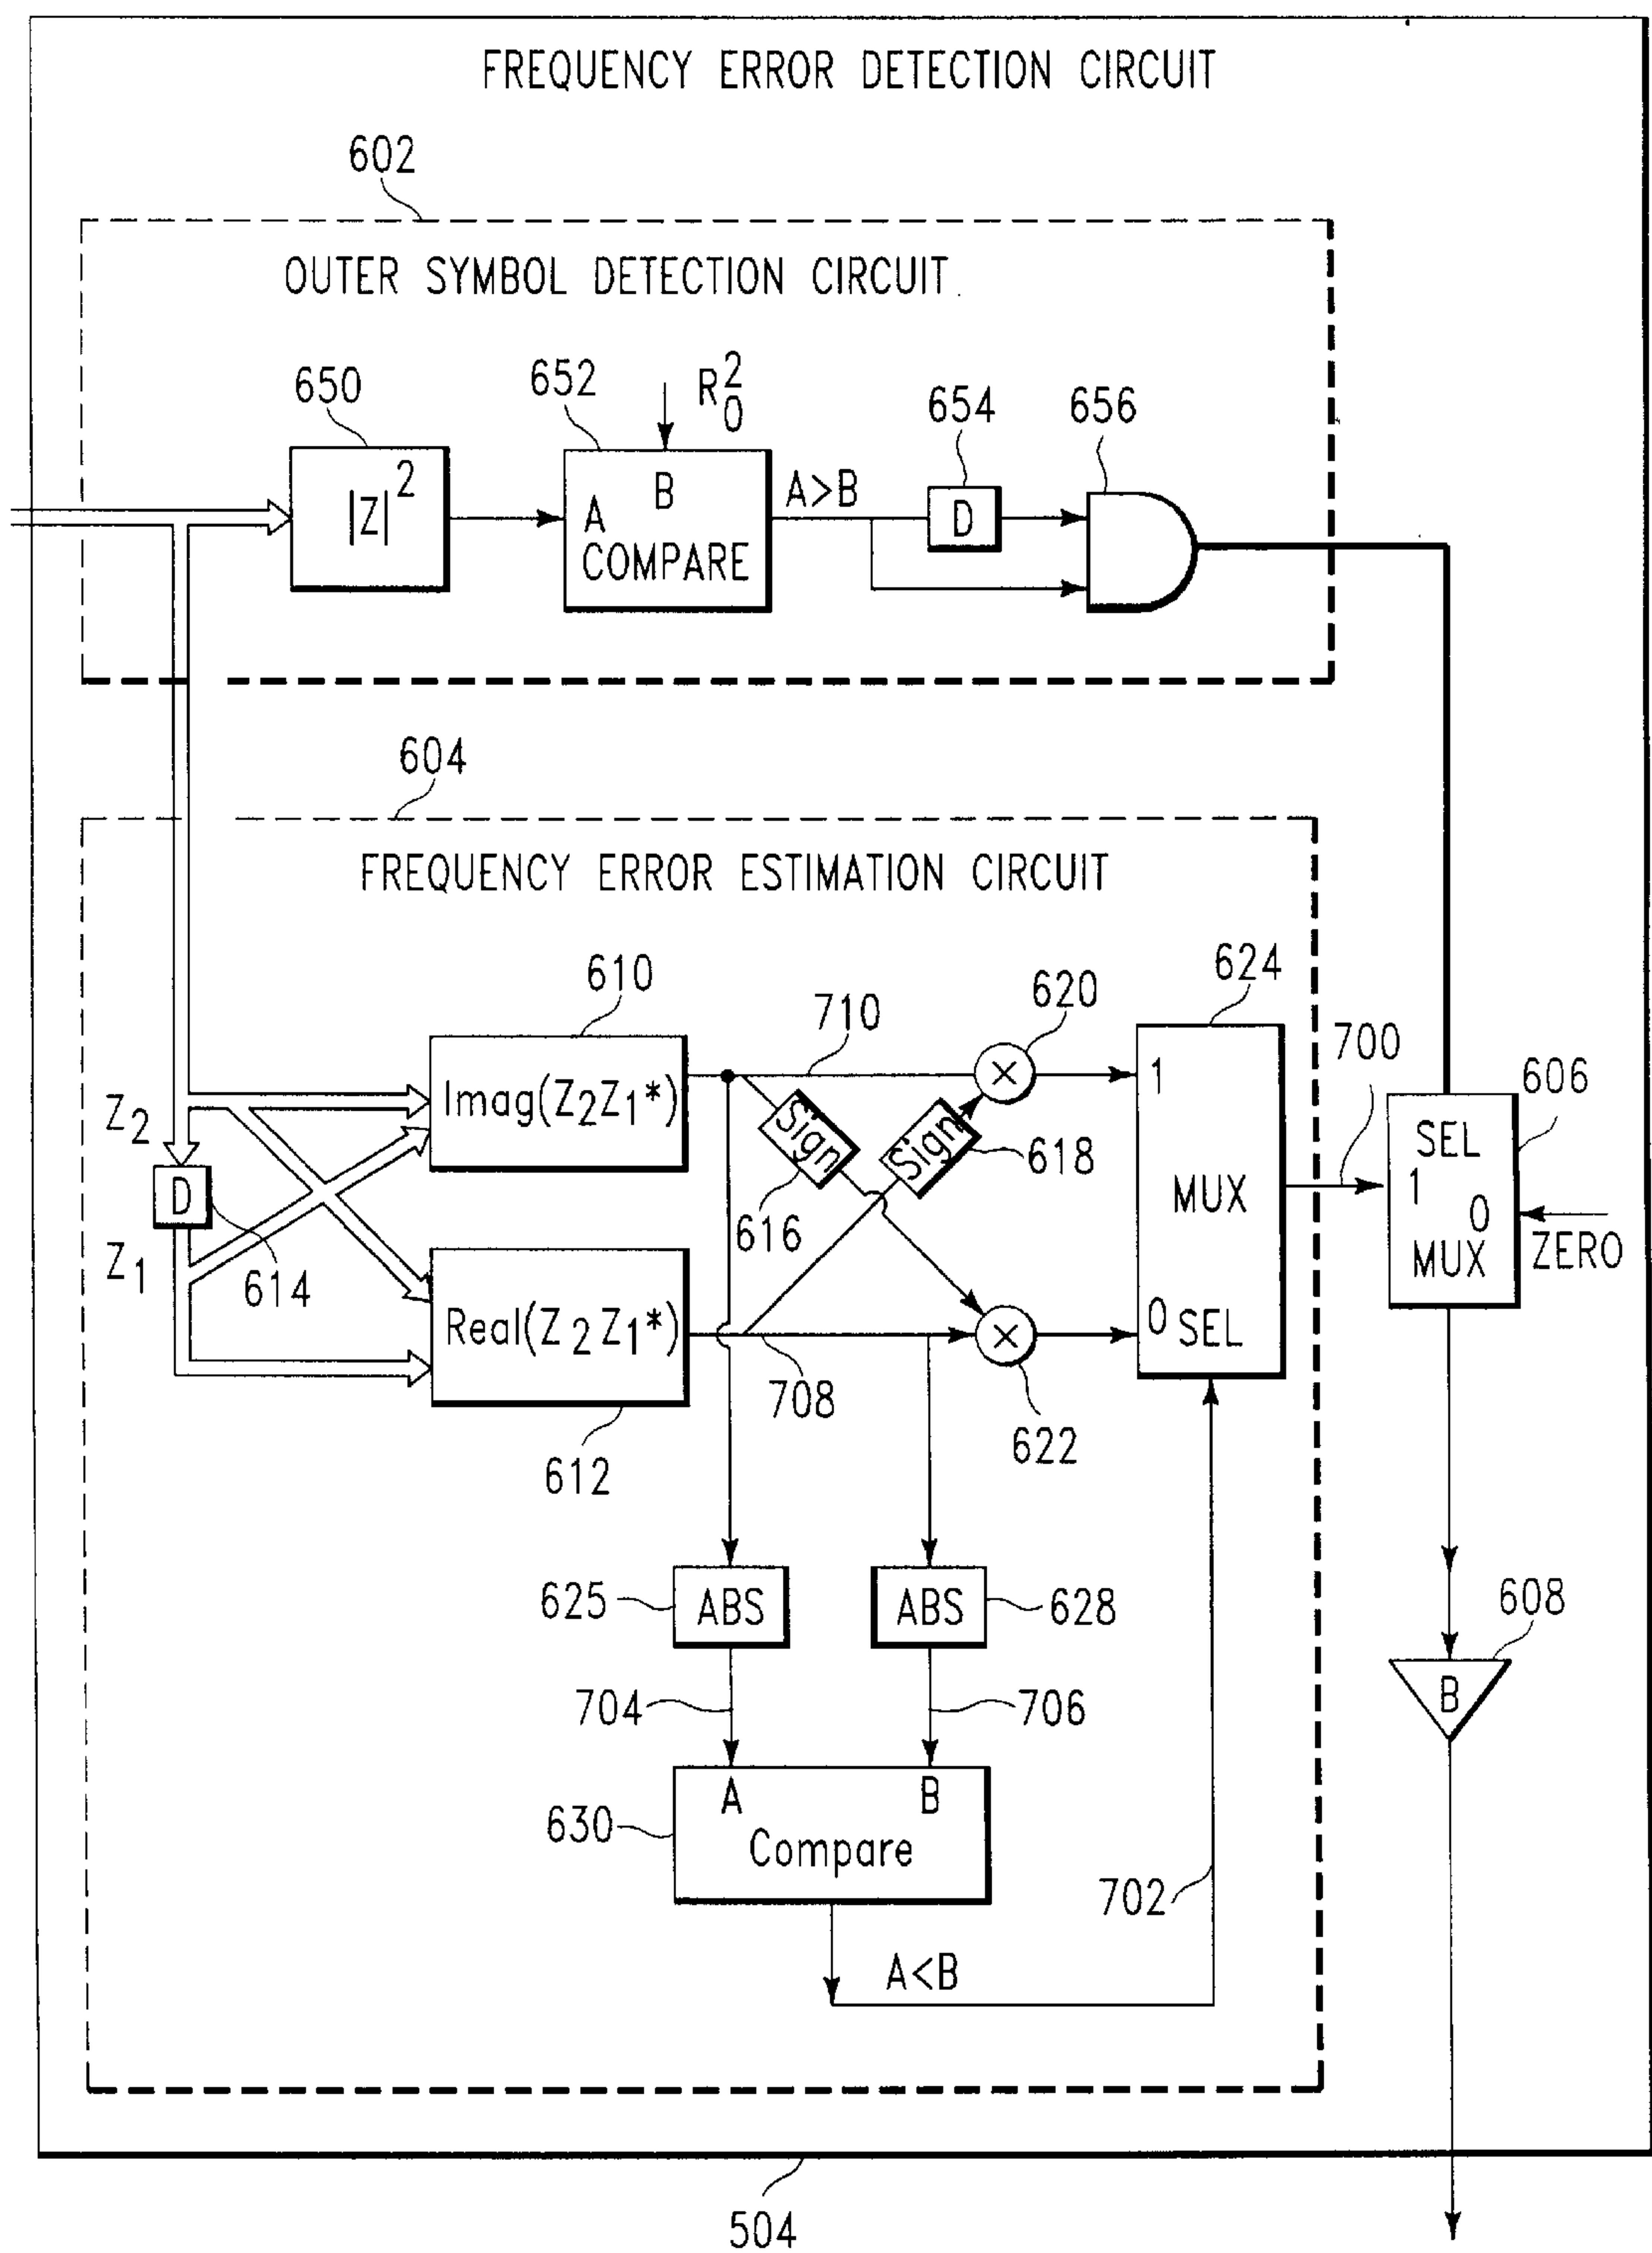 FREQUENCY ERROR DETECTION CIRCUIT
602
OUTER SYMBOL DETECTION CIRCUIT
650
652
R₀²
654
656
|Z|²
A
B
COMPARE
A>B
D
604
FREQUENCY ERROR ESTIMATION CIRCUIT
610
710
620
624
700
606
Z₂
Imag(Z₂Z₁*)
Sign
Sign
618
×
1
MUX
SEL
1
0
MUX
ZERO
D
616
Z₁
614
Real(Z₂Z₁*)
708
×
0 SEL
612
622
625
ABS
ABS
628
608
704
706
B
A
B
630
Compare
702
A<B
504